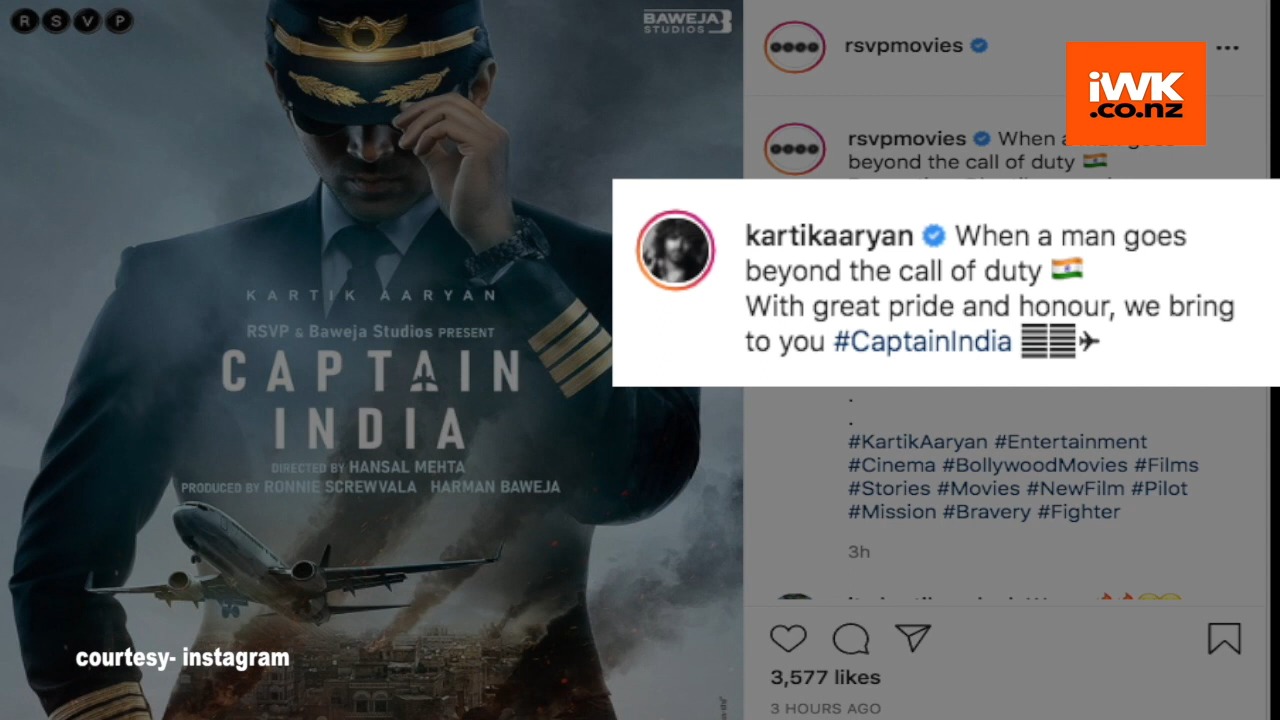 R S V P
BAWEJA
STUDIOS
KARTIK AARYAN
RSVP & Baweja Studios PRESENT
CAPTAIN
INDIA
DIRECTED BY HANSAL MEHTA
PRODUCED BY RONNIE SCREWVALA HARMAN BAWEJA
courtesy- instagram
rsvpmovies
iWK
.co.nz
rsvpmovies When a
beyond the call of duty 🇮🇳
kartikaaryan When a man goes
beyond the call of duty 🇮🇳
With great pride and honour, we bring
to you #CaptainIndia ✈
.
.
#KartikAaryan #Entertainment
#Cinema #BollywoodMovies #Films
#Stories #Movies #NewFilm #Pilot
#Mission #Bravery #Fighter
3h
3,577 likes
3 HOURS AGO